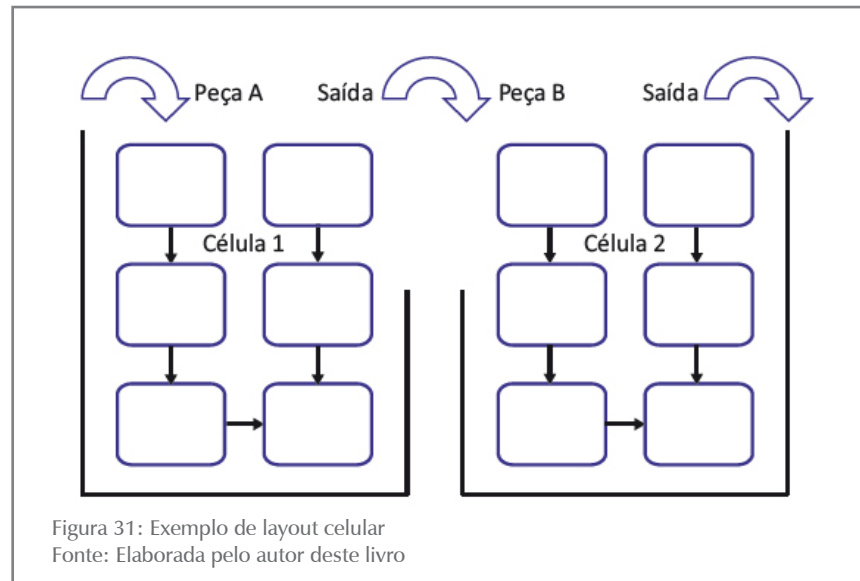 Peça A
Saída
Peça B
Saída
Célula 1
Célula 2
Figura 31: Exemplo de layout celular
Fonte: Elaborada pelo autor deste livro